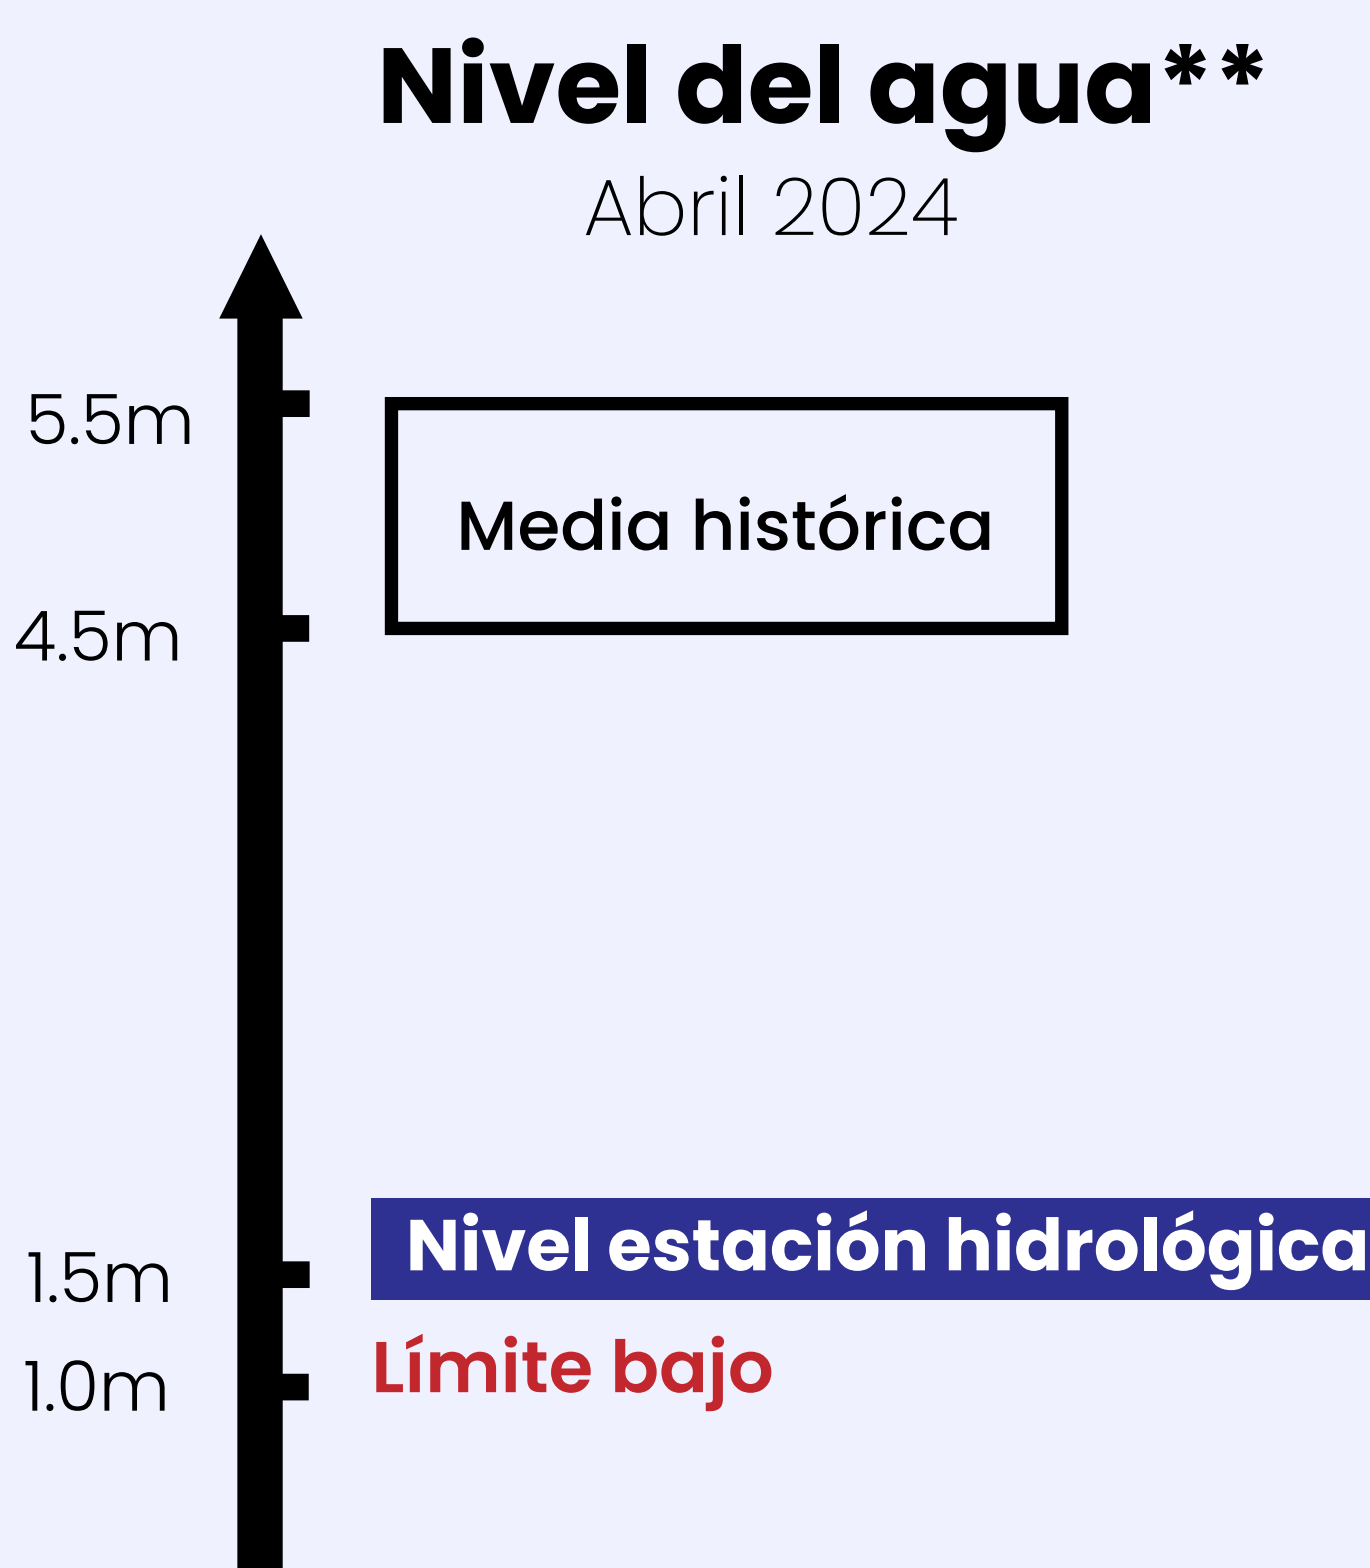 Nivel del agua**
Abril 2024
5.5m
Media histórica
4.5m
Nivel estación hidrológica
1.5m
Límite bajo
1.0m